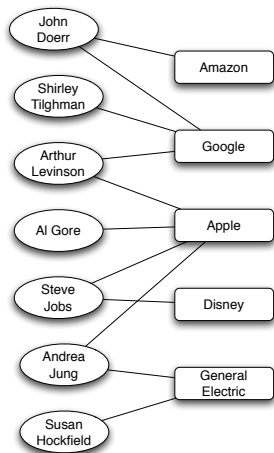 John
Doerr
Amazon
Shirley
Tilghman
Google
Arthur
Levinson
Al Gore
Apple
Steve
Jobs
Disney
Andrea
Jung
General
Electric
Susan
Hockfield